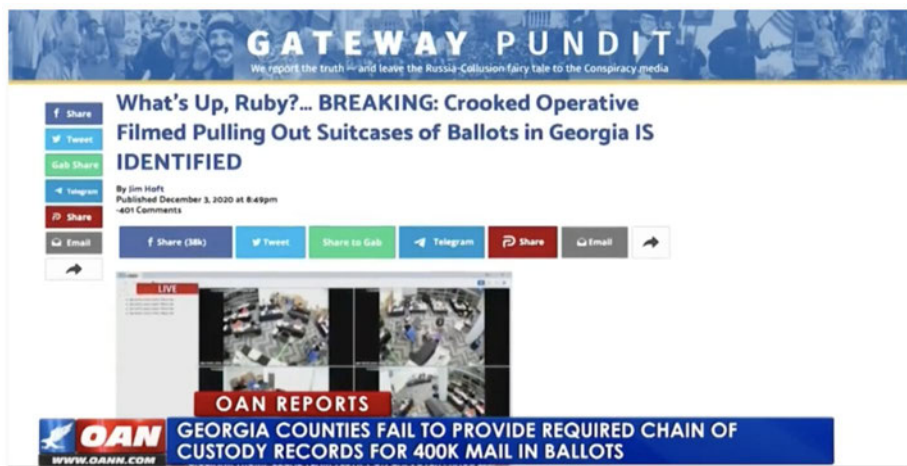 GATEWAY PUNDIT
We report the truth — and leave the Russia-Collusion fairy tale to the Conspiracy media
f Share
Tweet
Gab Share
Telegram
Share
Email
What's Up, Ruby?... BREAKING: Crooked Operative
Filmed Pulling Out Suitcases of Ballots in Georgia IS
IDENTIFIED
By Jim Hoft
Published December 3, 2020 at 8:49pm
401 Comments
f Share (38k)
Tweet
Share to Gab
Telegram
Share
Email
LIVE
OAN REPORTS
OAN
WWW.OANN.COM
GEORGIA COUNTIES FAIL TO PROVIDE REQUIRED CHAIN OF
CUSTODY RECORDS FOR 400K MAIL IN BALLOTS